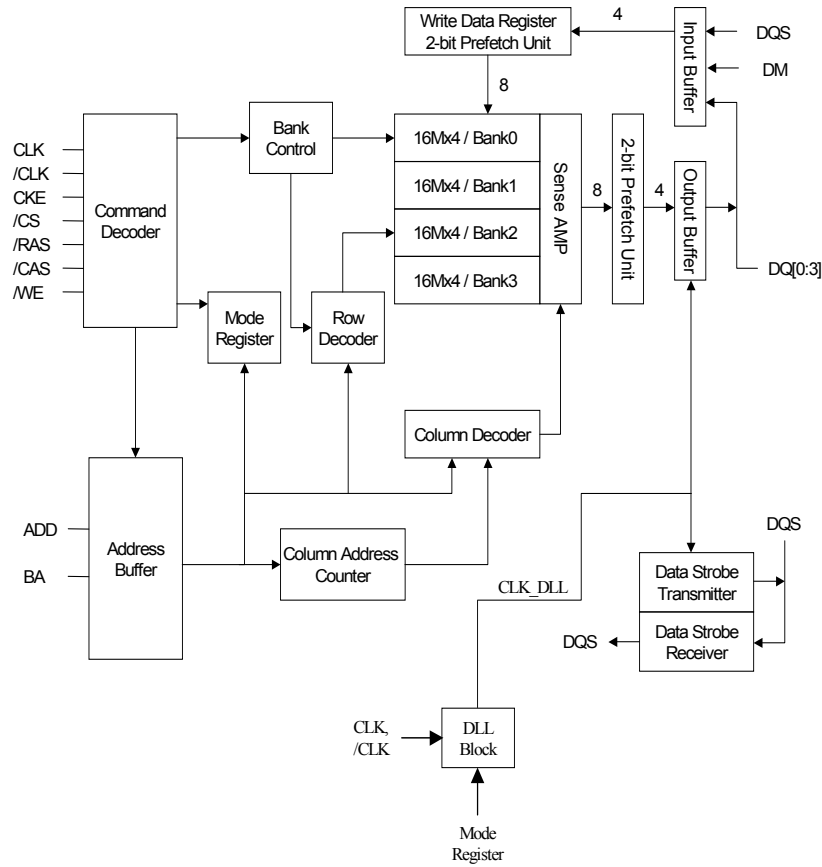 Write Data Register
2-bit Prefetch Unit
4
Input Buffer
DQS
DM
8
Bank
Control
16Mx4 / Bank0
16Mx4 / Bank1
16Mx4 / Bank2
16Mx4 / Bank3
Sense AMP
8
2-bit Prefetch Unit
4
Output Buffer
DQ[0:3]
CLK
/CLK
CKE
/CS
/RAS
/CAS
/WE
Command
Decoder
Mode
Register
Row
Decoder
Column Decoder
ADD
BA
Address
Buffer
Column Address
Counter
CLK_DLL
DQS
Data Strobe
Transmitter
Data Strobe
Receiver
DQS
CLK,
/CLK
DLL
Block
Mode
Register